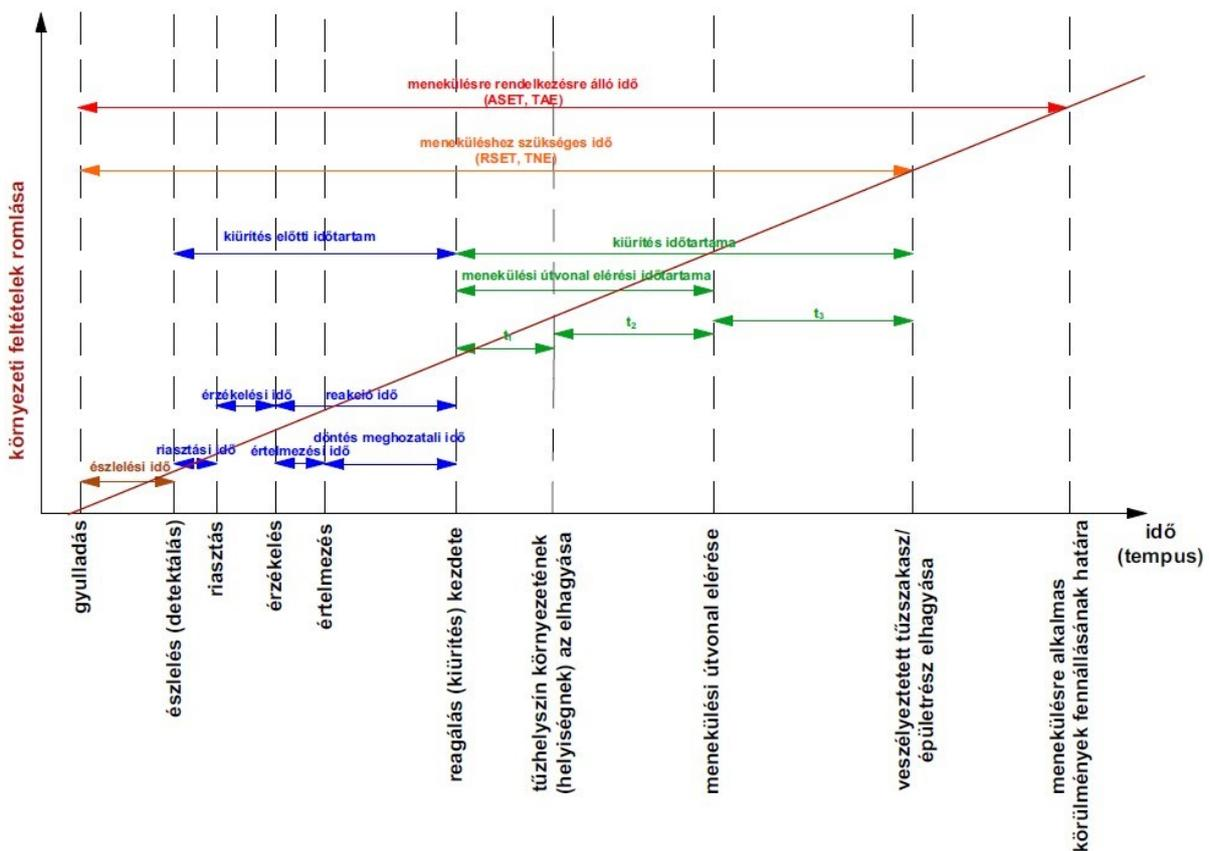 menekülésre rendelkezésre álló idő
(ASET, TAE)
meneküléshez szükséges idő
(RSET, TNE)
kiürítés előtti időtartam
kiürítés időtartama
menekülési útvonal elérési időtartama
t₁
t₂
t₃
érzékelési idő
reakció idő
riasztási idő
értelmezési idő
döntés meghozatali idő
észlelési idő
környezeti feltételek romlása
gyulladás
észlelés (detektálás)
riasztás
érzékelés
értelmezés
reagálás (kiürítés) kezdete
tűzhelyszín környezetének
(helyiségnek) az elhagyása
menekülési útvonal elérése
veszélyeztetett tűzszakasz/
épületrész elhagyása
menekülésre alkalmas
körülmények fennállásának határa
idő
(tempus)